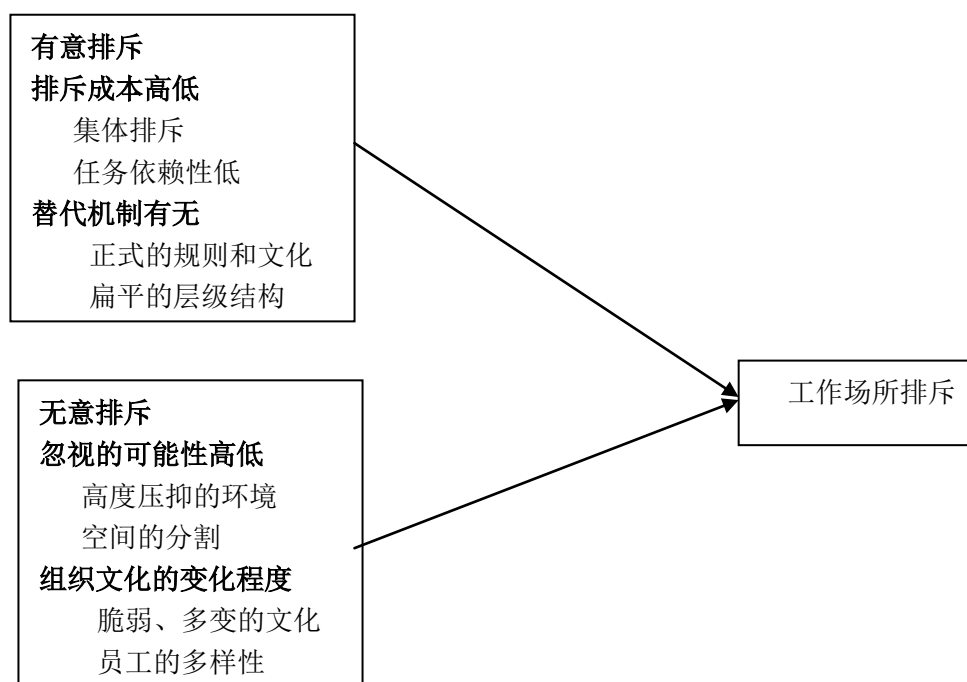 有意排斥
排斥成本高低
集体排斥
任务依赖性低
替代机制有无
正式的规则和文化
扁平的层级结构
无意排斥
忽视的可能性高低
高度压抑的环境
空间的分割
组织文化的变化程度
脆弱、多变的文化
员工的多样性
工作场所排斥